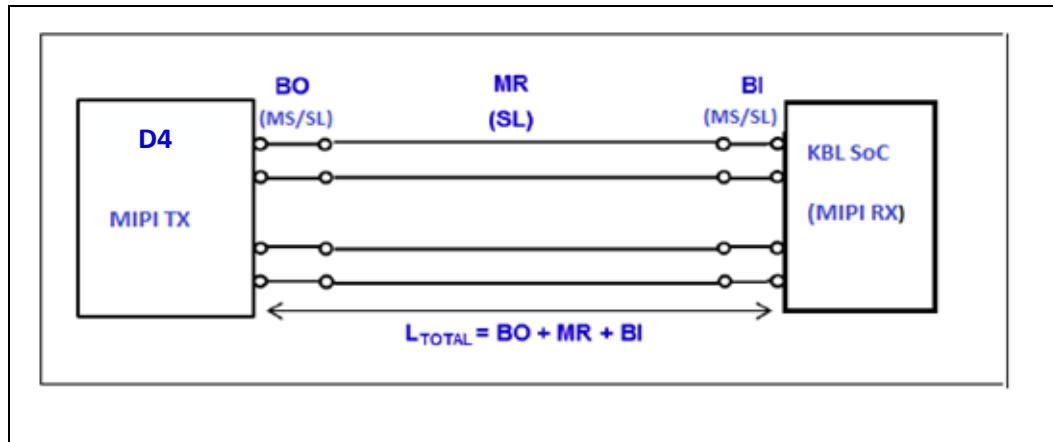 BO
MR
BI
(MS/SL)
(SL)
(MS/SL)
D4
MIPI TX
KBL SoC
(MIPI RX)
LTOTAL = BO + MR + BI